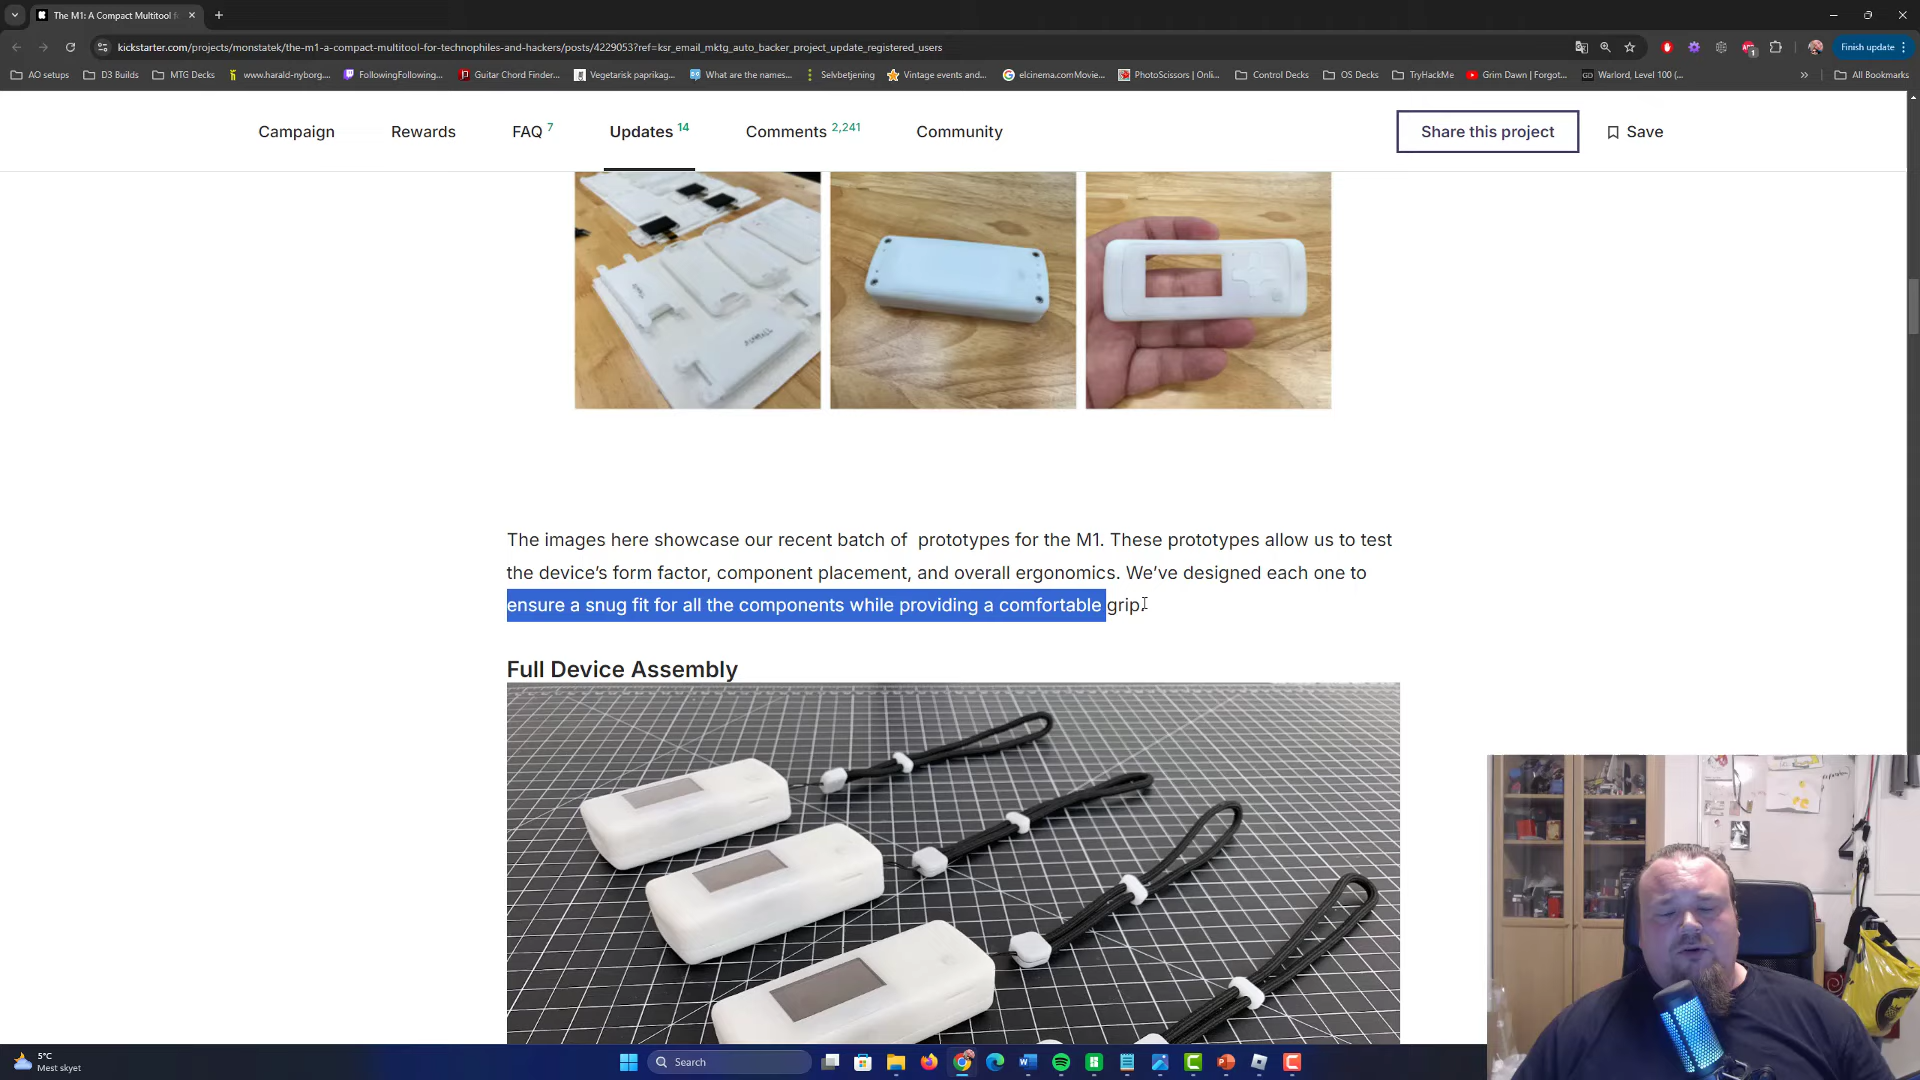 The M1: A Compact Multitool f
kickstarter.com/projects/monstatek/the-m1-a-compact-multitool-for-technophiles-and-hackers/posts/4229053?ref=ksr_email_mktg_auto_backer_project_update_registered_users
Finish update
AO setups
D3 Builds
MTG Decks
www.harald-nyborg....
FollowingFollowing...
Guitar Chord Finder...
Vegetarisk paprikag...
What are the names...
Selvbetjening
Vintage events and...
elcinema.comMovie...
PhotoScissors | Onli...
Control Decks
OS Decks
TryHackMe
Grim Dawn | Forgot...
Warlord, Level 100 (...
All Bookmarks
Campaign
Rewards
FAQ 7
Updates 14
Comments 2,241
Community
Share this project
Save
The images here showcase our recent batch of prototypes for the M1. These prototypes allow us to test
the device’s form factor, component placement, and overall ergonomics. We’ve designed each one to
ensure a snug fit for all the components while providing a comfortable grip.
Full Device Assembly
5°C
Mest skyet
Search